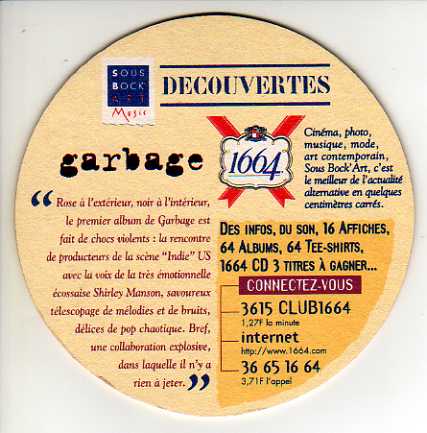 SOUS
BOCK
ART
Music
DECOUVERTES
garbage
1664
Cinéma, photo,
musique, mode,
art contemporain,
Sous Bock'Art, c'est
le meilleur de l'actualité
alternative en quelques
centimètres carrés.
“ Rose à l'extérieur, noir à l'intérieur,
le premier album de Garbage est
fait de chocs violents : la rencontre
de producteurs de la scène "Indie" US
avec la voix de la très émotionnelle
écossaise Shirley Manson, savoureux
télescopage de mélodies et de bruits,
délices de pop chaotique. Bref,
une collaboration explosive,
dans laquelle il n'y a
rien à jeter. ”
DES INFOS, DU SON, 16 AFFICHES,
64 ALBUMS, 64 TEE-SHIRTS,
1664 CD 3 TITRES À GAGNER...
CONNECTEZ-VOUS
3615 CLUB1664
1,27F la minute
internet
http://www.1664.com
36 65 16 64
3,71F l'appel